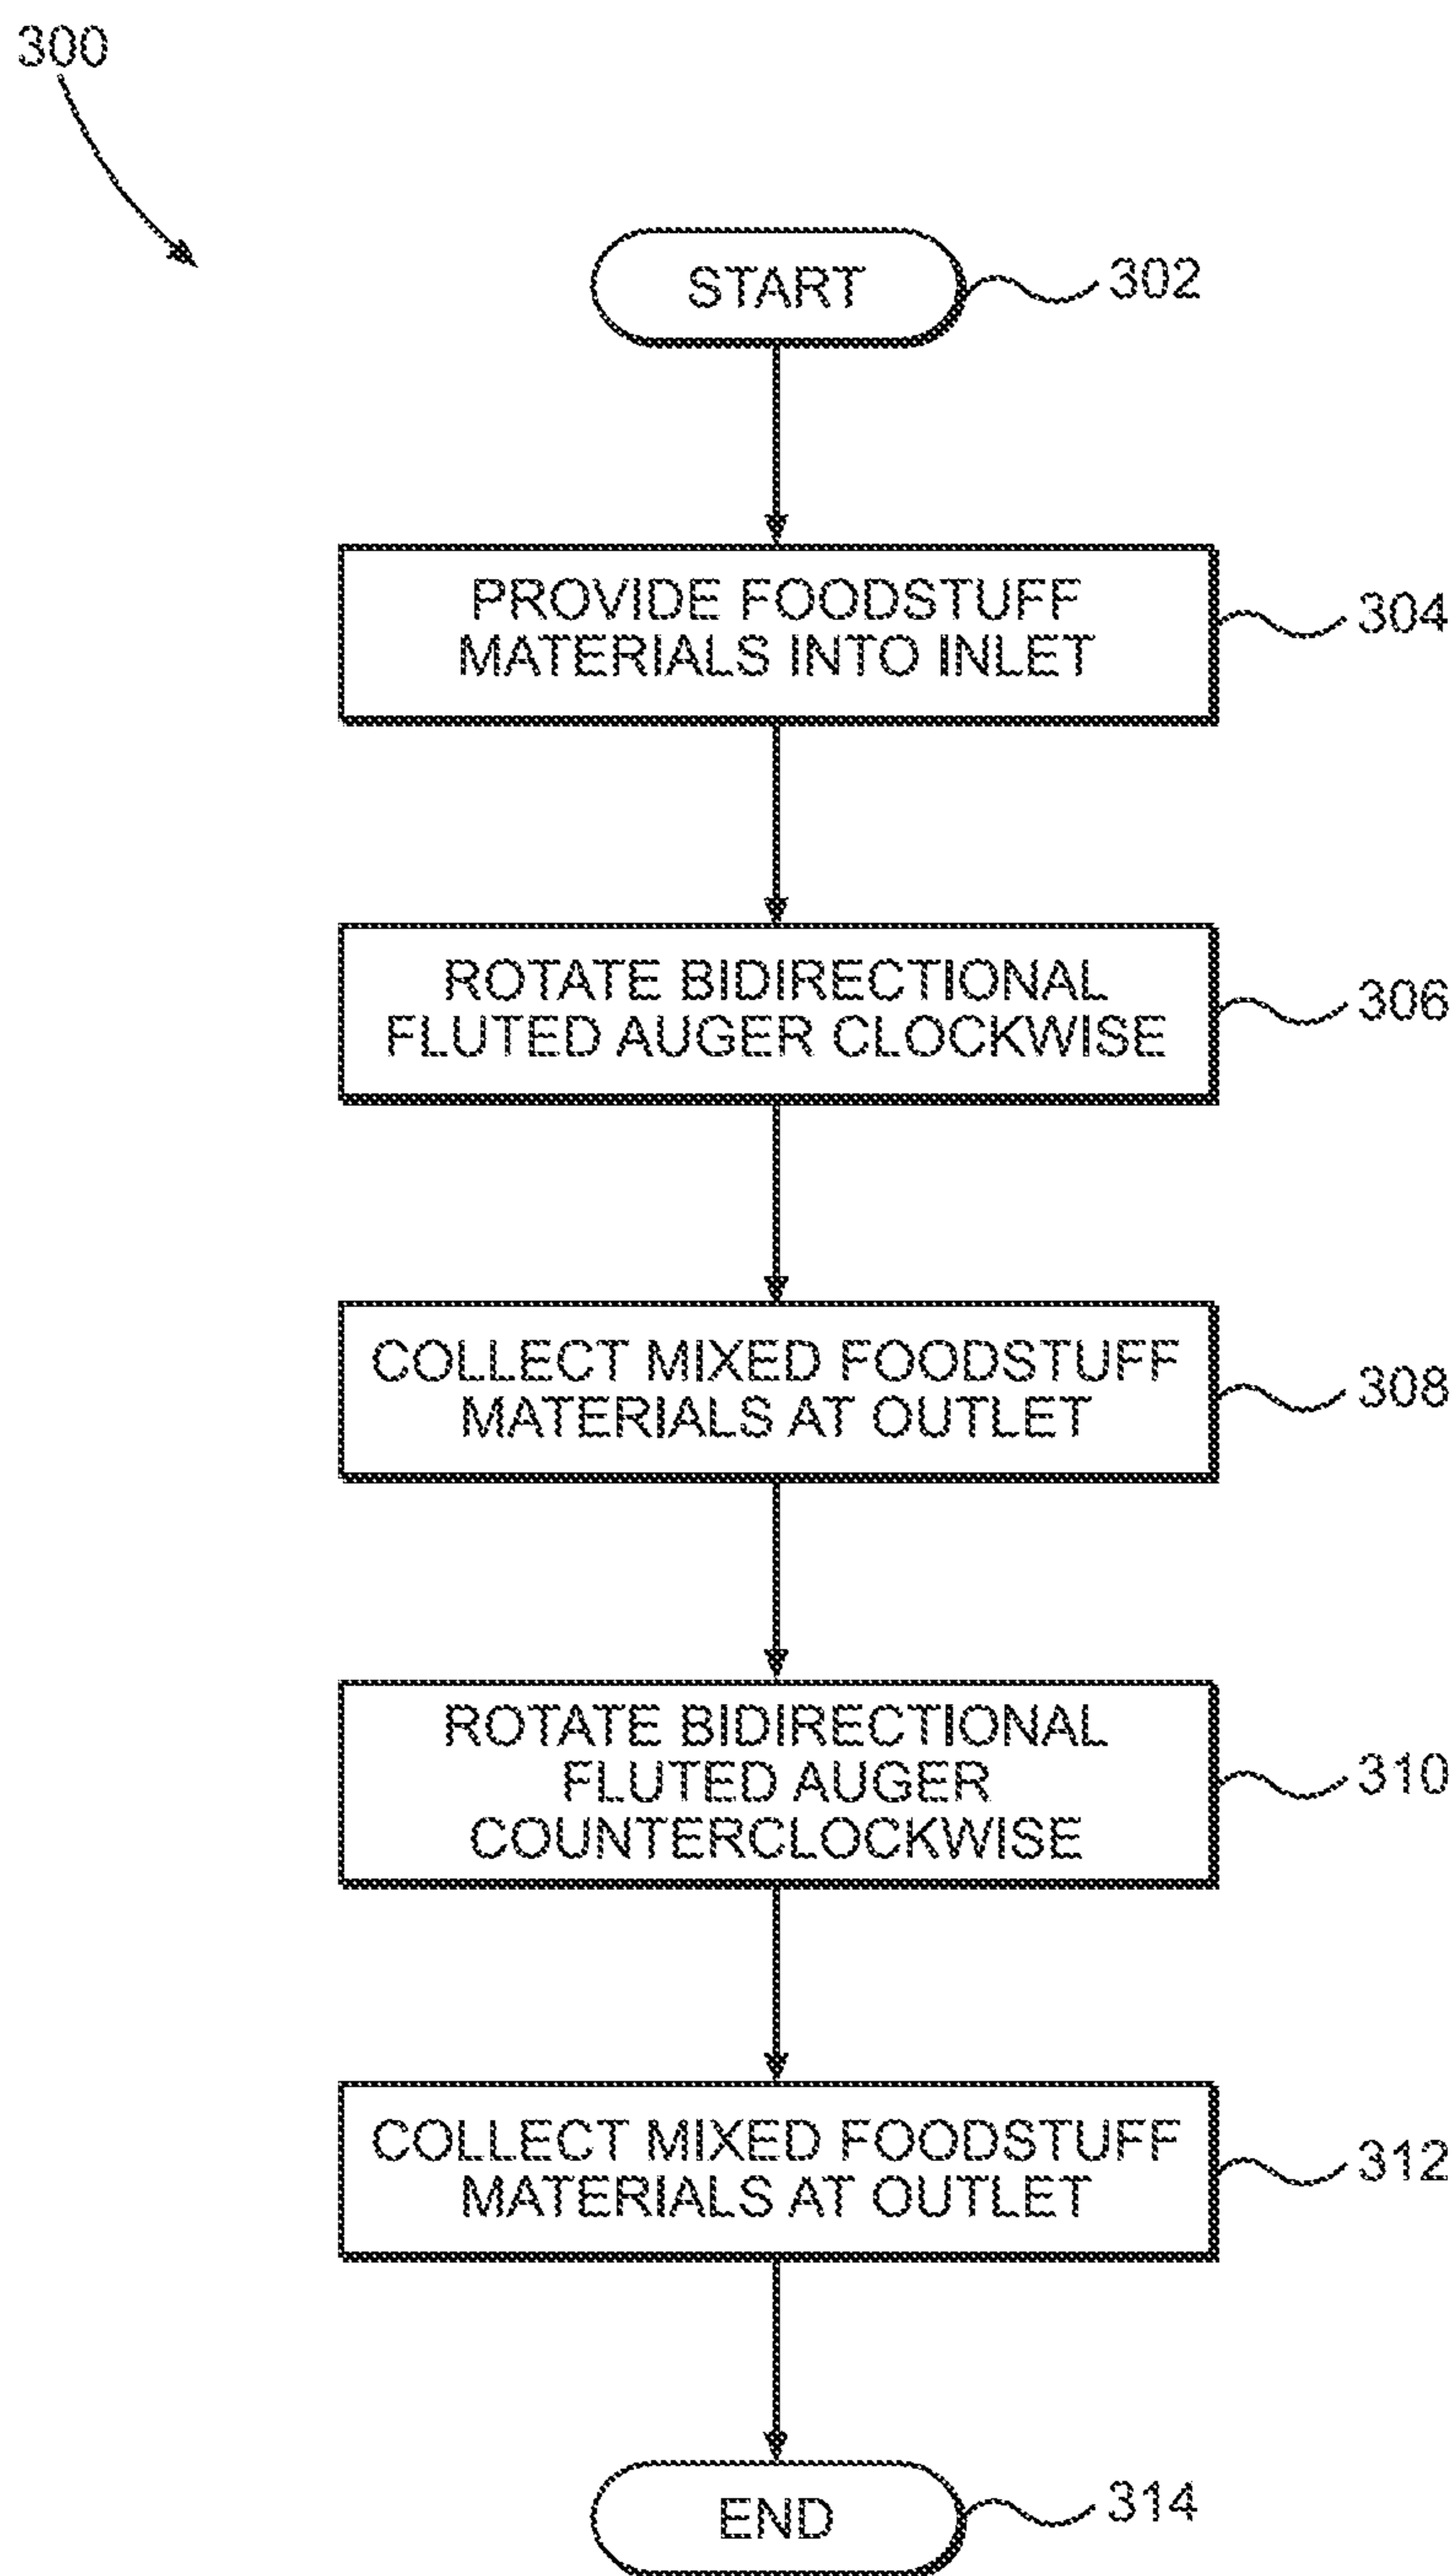 300
START
302
PROVIDE FOODSTUFF
MATERIALS INTO INLET
304
ROTATE BIDIRECTIONAL
FLUTED AUGER CLOCKWISE
306
COLLECT MIXED FOODSTUFF
MATERIALS AT OUTLET
308
ROTATE BIDIRECTIONAL
FLUTED AUGER
COUNTERCLOCKWISE
310
COLLECT MIXED FOODSTUFF
MATERIALS AT OUTLET
312
END
314